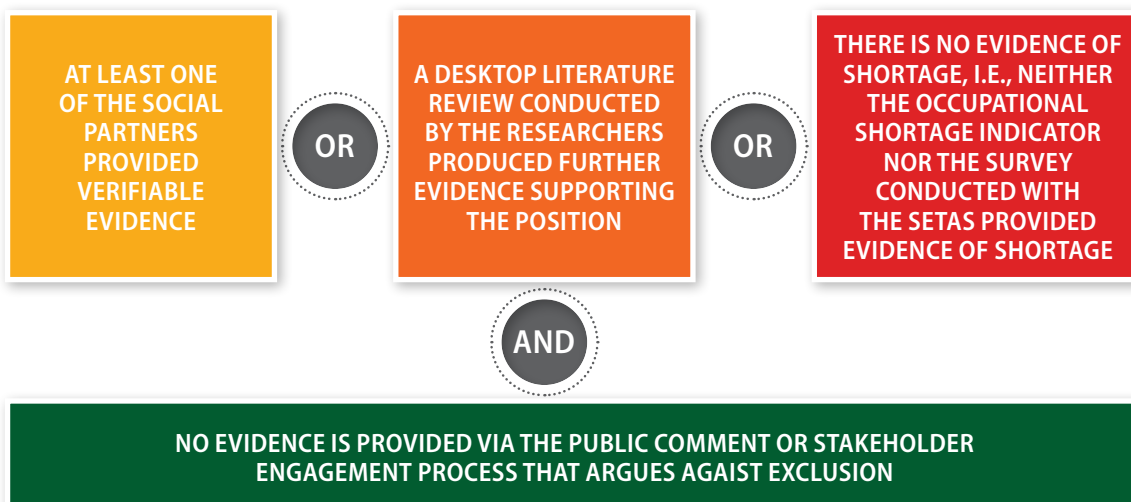 AT LEAST ONE
OF THE SOCIAL
PARTNERS
PROVIDED
VERIFIABLE
EVIDENCE
OR
A DESKTOP LITERATURE
REVIEW CONDUCTED
BY THE RESEARCHERS
PRODUCED FURTHER
EVIDENCE SUPPORTING
THE POSITION
OR
THERE IS NO EVIDENCE OF
SHORTAGE, I.E., NEITHER
THE OCCUPATIONAL
SHORTAGE INDICATOR
NOR THE SURVEY
CONDUCTED WITH
THE SETAS PROVIDED
EVIDENCE OF SHORTAGE
AND
NO EVIDENCE IS PROVIDED VIA THE PUBLIC COMMENT OR STAKEHOLDER
ENGAGEMENT PROCESS THAT ARGUES AGAIST EXCLUSION